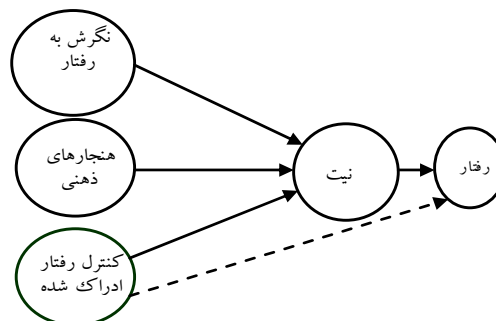 نگرش به
رفتار
هنجارهای
ذهنی
نیت
رفتار
کنترل رفتار
ادراک شده